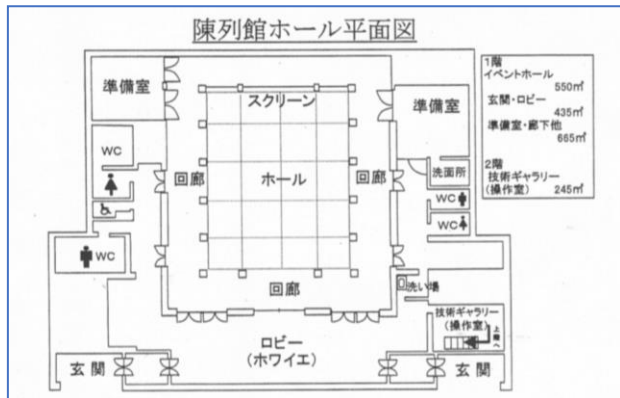 陳列館ホール平面図
1階
イベントホール
550㎡
玄関・ロビー
435㎡
準備室・廊下他
665㎡
2階
技術ギャラリー
(操作室) 245㎡
準備室
スクリーン
準備室
WC
回廊
ホール
回廊
洗面所
WC
WC
WC
回廊
洗い場
技術ギャラリー
(操作室)
上階へ
ロビー
(ホワイエ)
玄関
玄関